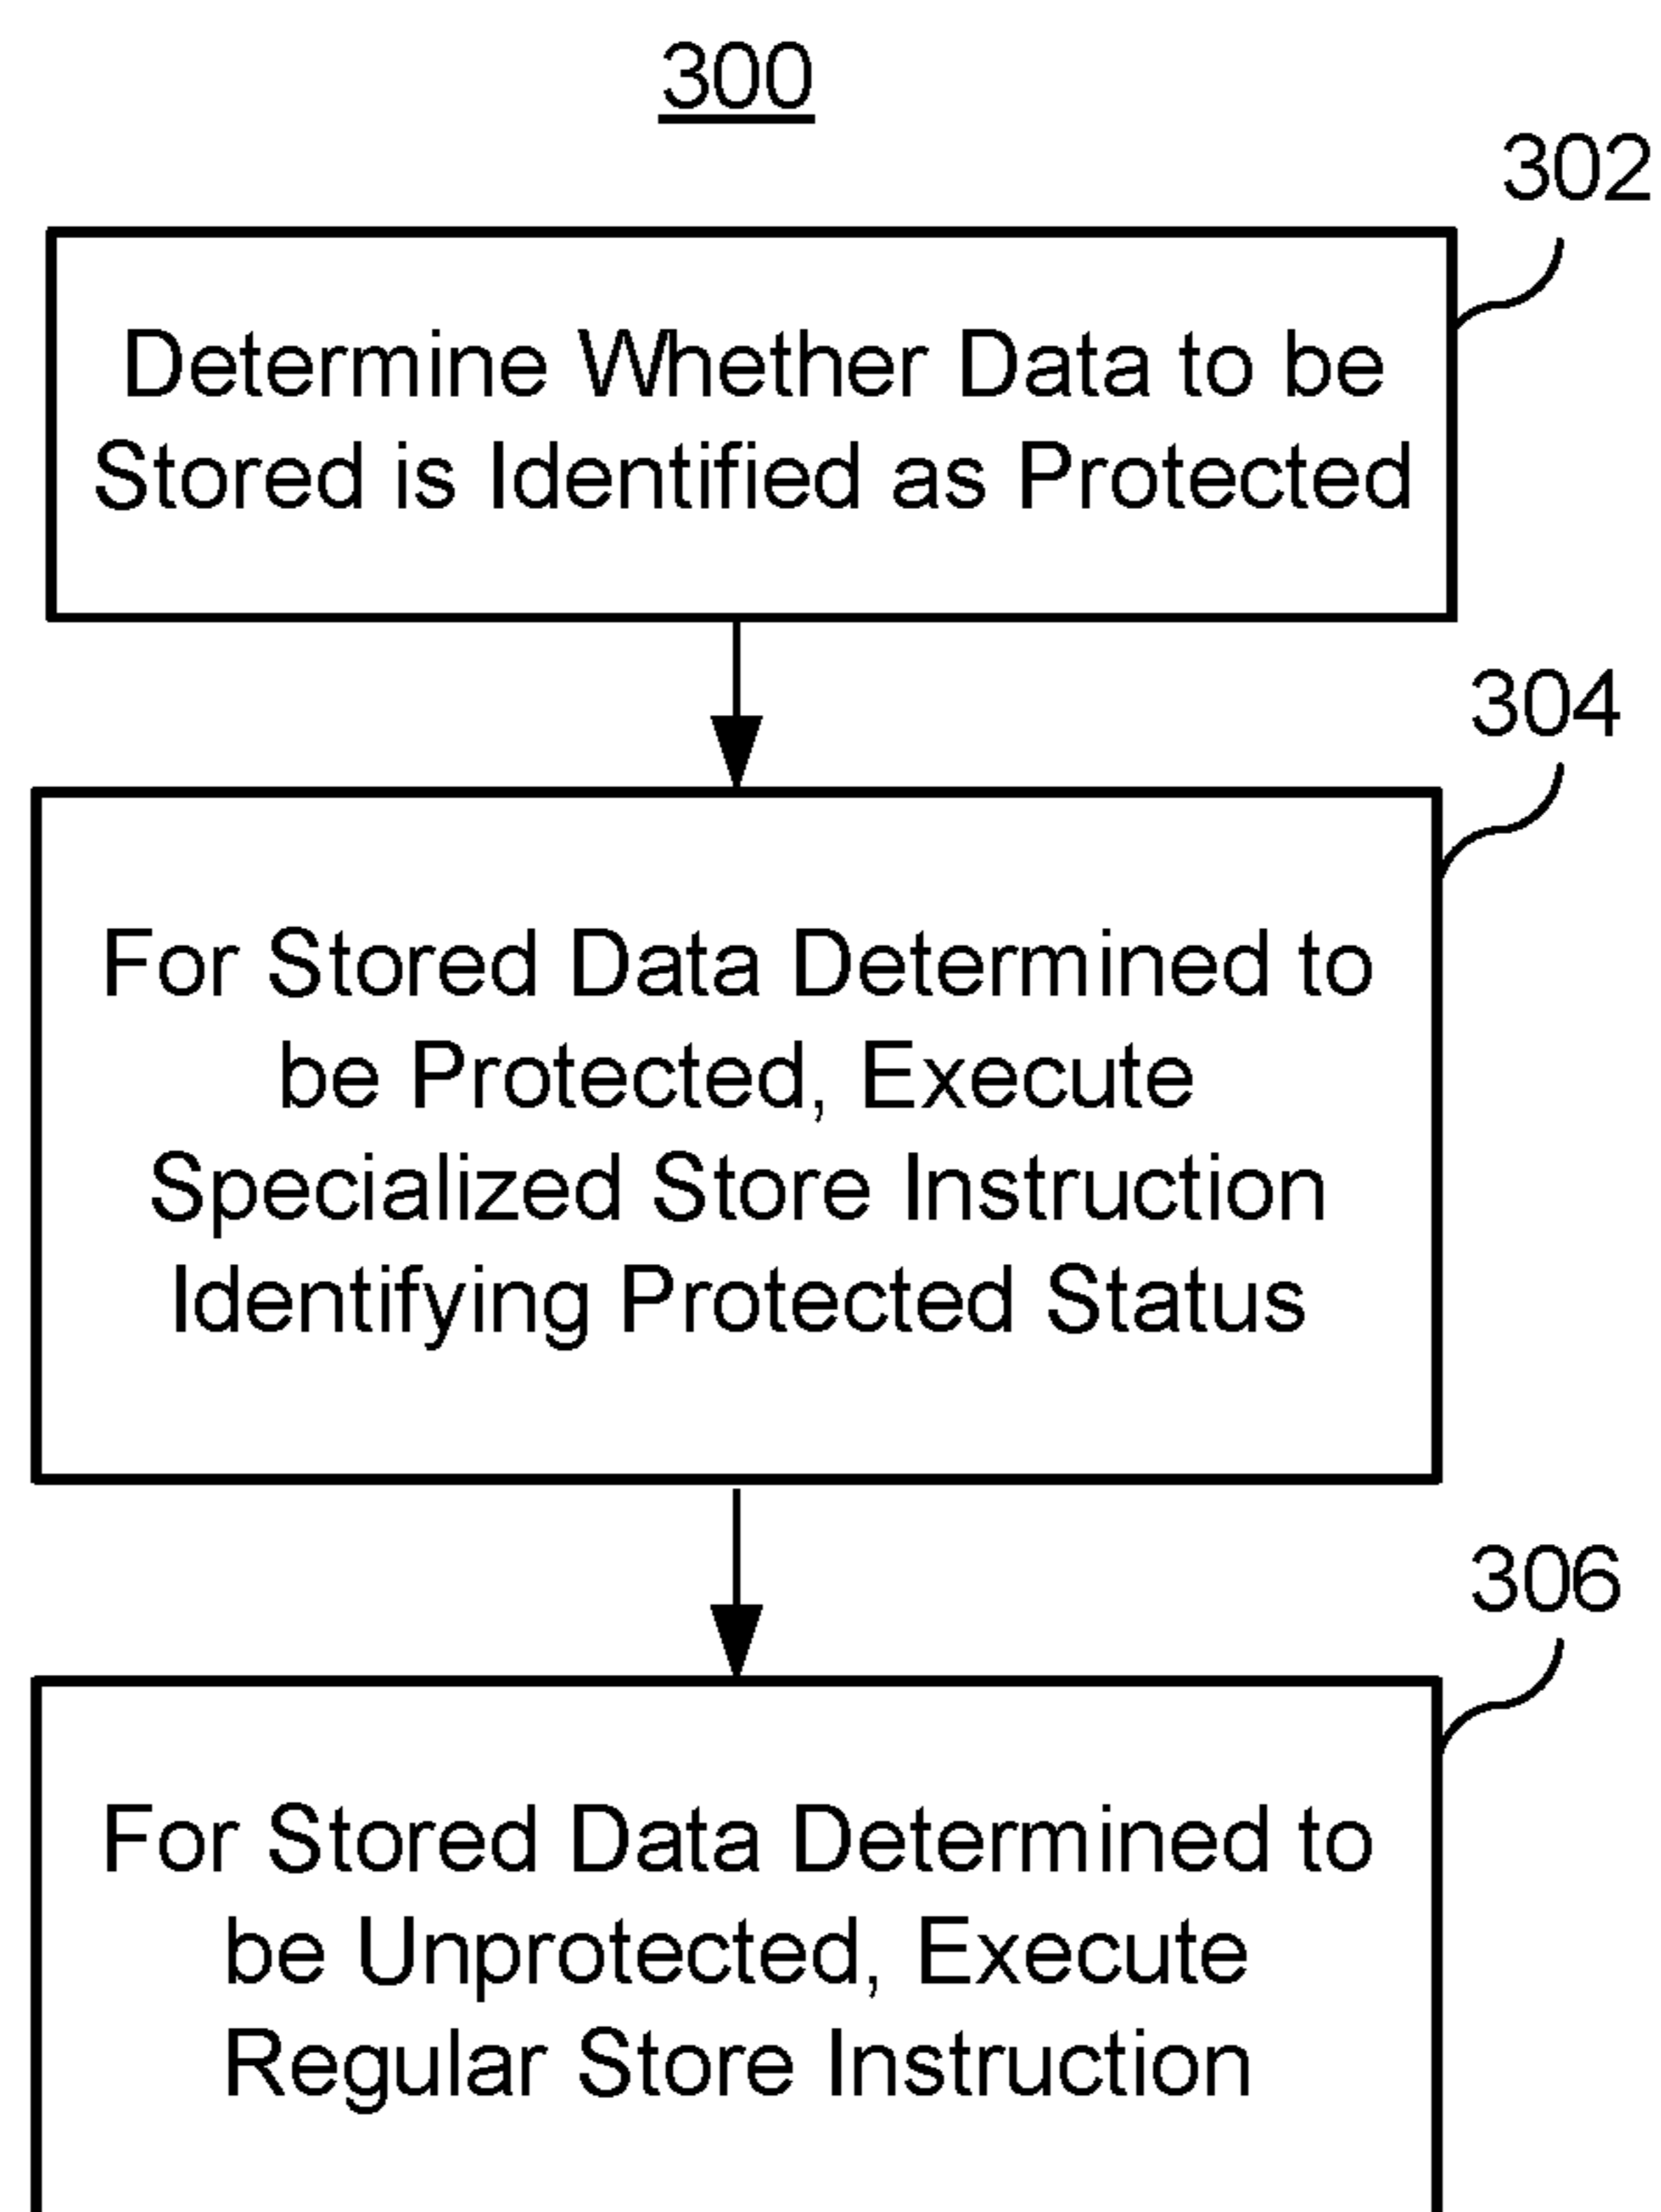 300
302
Determine Whether Data to be
Stored is Identified as Protected
304
For Stored Data Determined to
be Protected, Execute
Specialized Store Instruction
Identifying Protected Status
306
For Stored Data Determined to
be Unprotected, Execute
Regular Store Instruction